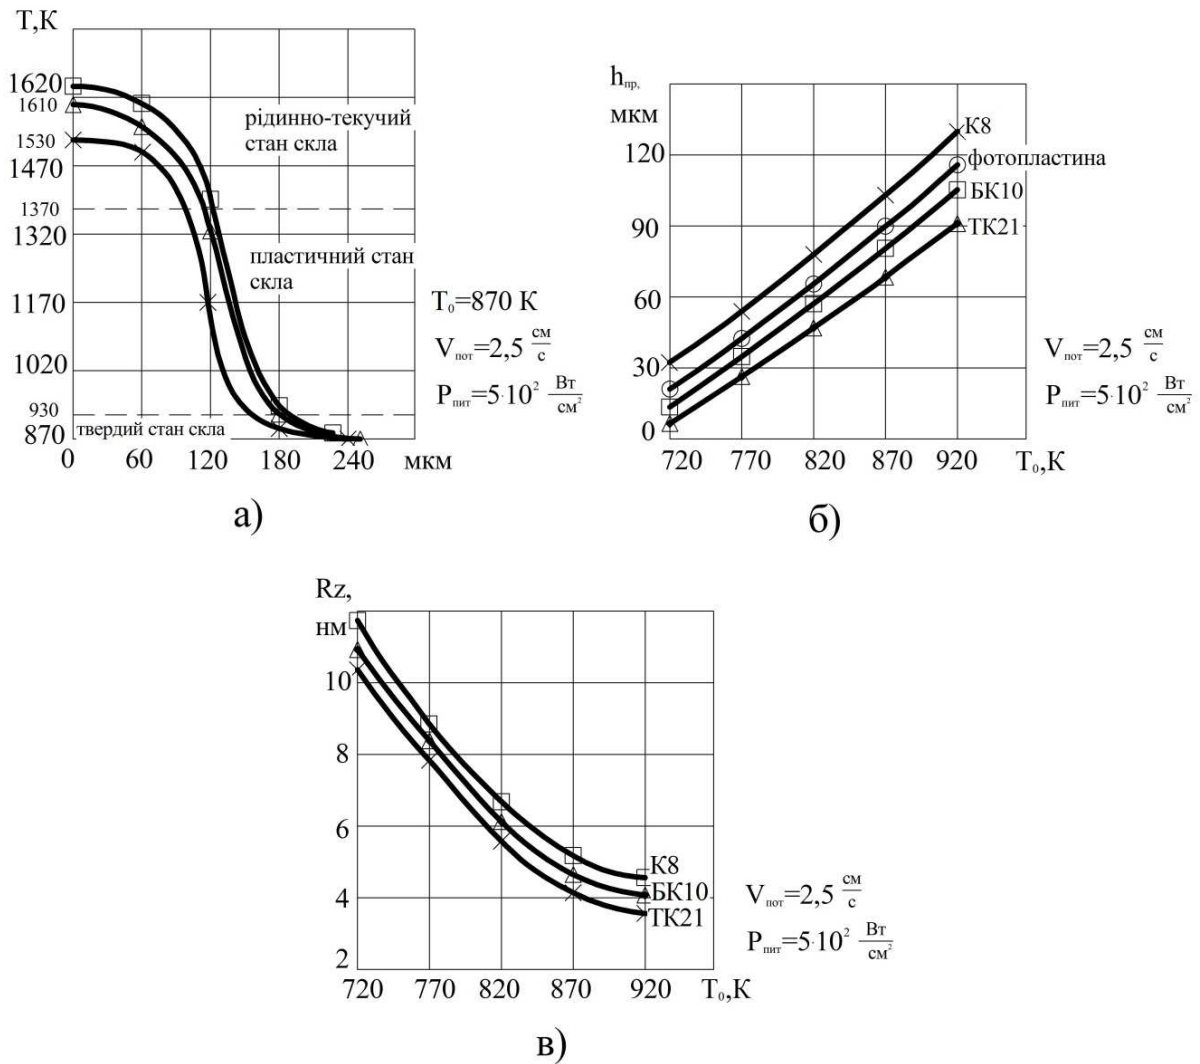 T,К
1620
1610
1530
1470
1370
1320
1170
1020
930
870
рідинно-текучий
стан скла
пластичний стан
скла
твердий стан скла
0 60 120 180 240 мкм
T₀=870 К
Vпот=2,5 см/с
Pпит=5·10² Вт/см²
а)
hпр,
мкм
120
90
60
30
0
К8
фотопластина
БК10
ТК21
720 770 820 870 920 T₀,К
Vпот=2,5 см/с
Pпит=5·10² Вт/см²
б)
Rz,
нм
10
8
6
4
2
К8
БК10
ТК21
720 770 820 870 920 T₀,К
Vпот=2,5 см/с
Pпит=5·10² Вт/см²
в)